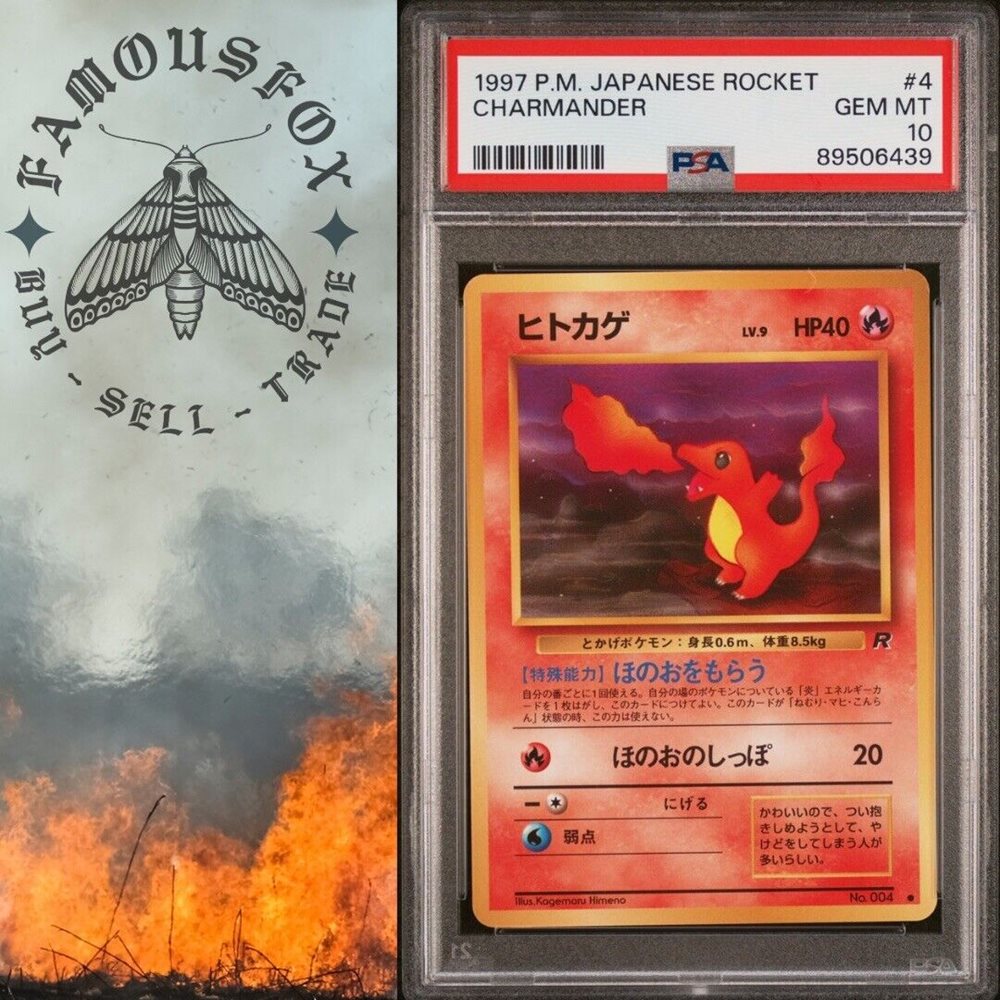 FAMOUSFOX
BUY - SELL - TRADE
1997 P.M. JAPANESE ROCKET #4
CHARMANDER GEM MT
10
PSA 89506439
ヒトカゲ LV.9 HP40
とかげポケモン：身長0.6m、体重8.5kg R
【特殊能力】ほのおをもらう
自分の番ごとに1回使える。自分の場のポケモンについている「炎」エネルギーカ
ードを1枚はがし、このカードにつけてよい。このカードが「ねむり・マヒ・こんら
ん」状態の時、この力は使えない。
ほのおのしっぽ 20
ー にげる
弱点
かわいいので、つい抱
きしめようとして、や
けどをしてしまう人が
多いらしい。
Illus.Kagemaru Himeno No.004
PSA